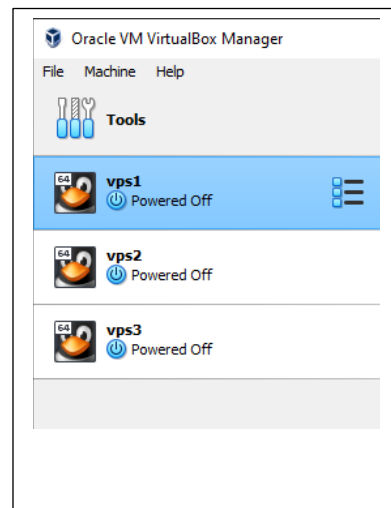 Oracle VM VirtualBox Manager
File Machine Help
Tools
64
vps1
Powered Off
64
vps2
Powered Off
64
vps3
Powered Off